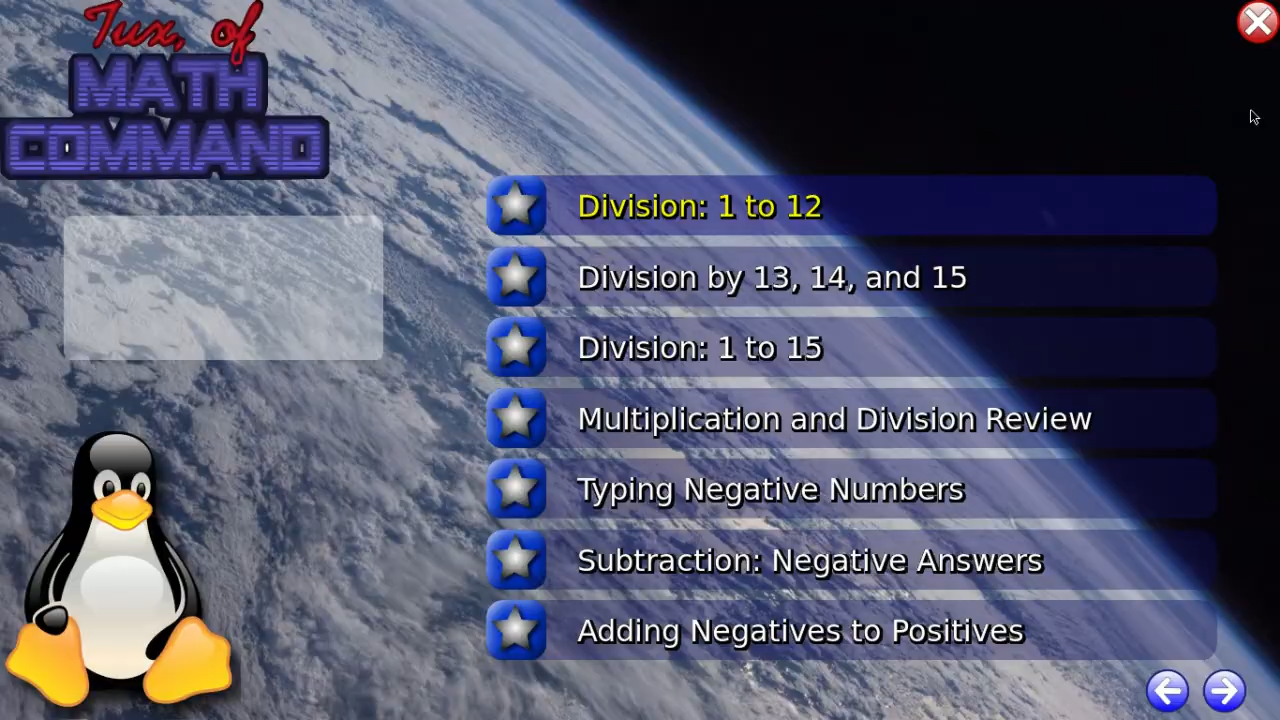 Tux, of
MATH
COMMAND
Division: 1 to 12
Division by 13, 14, and 15
Division: 1 to 15
Multiplication and Division Review
Typing Negative Numbers
Subtraction: Negative Answers
Adding Negatives to Positives